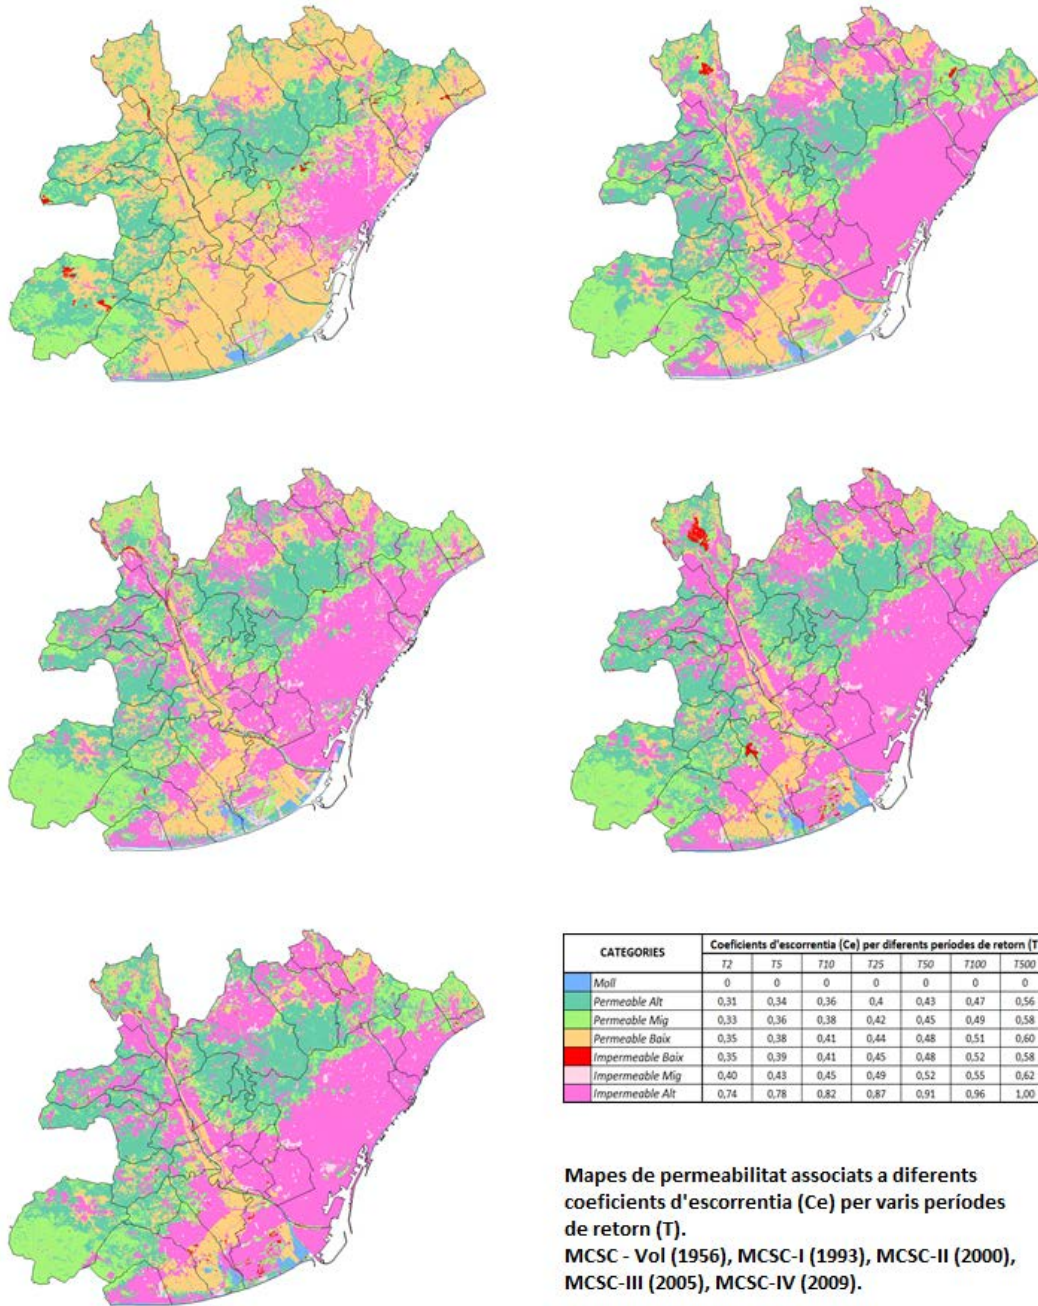 CATEGORIES Coeficients d'escorrentia (Ce) per diferents períodes de retorn (T
T2 T5 T10 T25 T50 T100 T500
Moll 0 0 0 0 0 0 0
Permeable Alt 0,31 0,34 0,36 0,4 0,43 0,47 0,56
Permeable Mig 0,33 0,36 0,38 0,42 0,45 0,49 0,58
Permeable Baix 0,35 0,38 0,41 0,44 0,48 0,51 0,60
Impermeable Baix 0,35 0,39 0,41 0,45 0,48 0,52 0,58
Impermeable Mig 0,40 0,43 0,45 0,49 0,52 0,55 0,62
Impermeable Alt 0,74 0,78 0,82 0,87 0,91 0,96 1,00
Mapes de permeabilitat associats a diferents
coeficients d'escorrentia (Ce) per varis períodes
de retorn (T).
MCSC - Vol (1956), MCSC-I (1993), MCSC-II (2000),
MCSC-III (2005), MCSC-IV (2009).